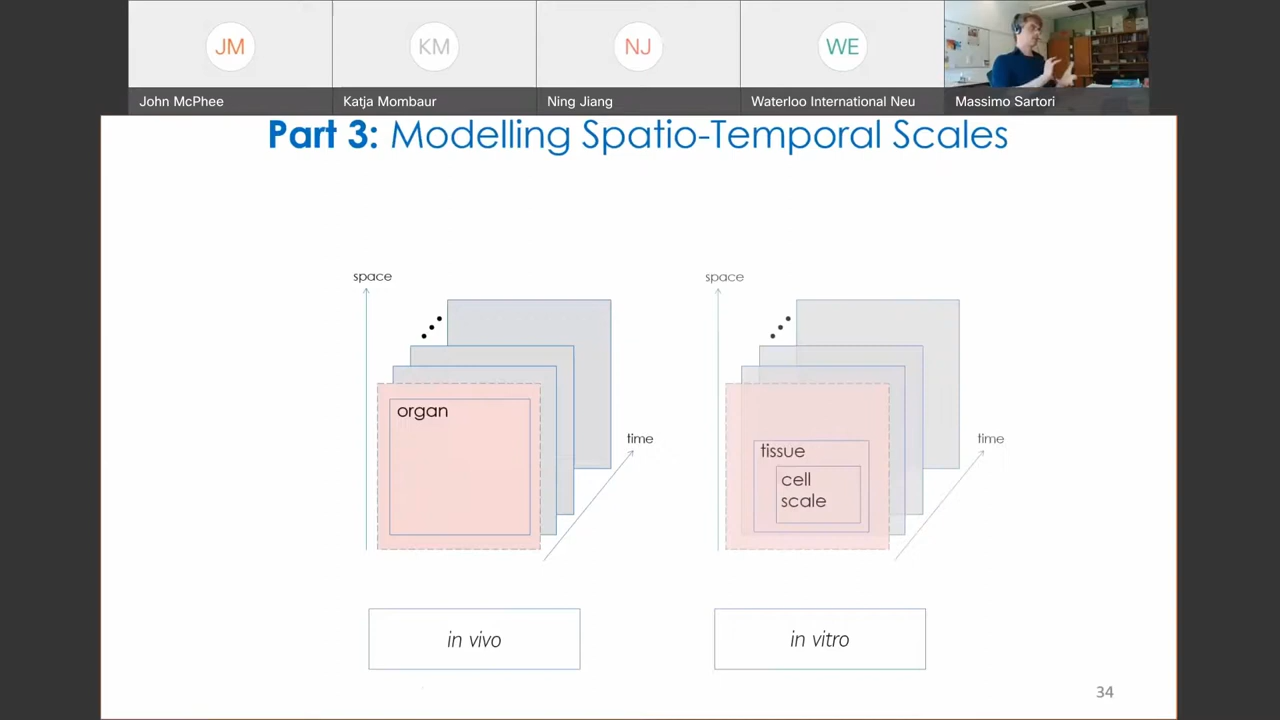 JM
KM
NJ
WE
John McPhee
Katja Mombaur
Ning Jiang
Waterloo International Neu
Massimo Sartori
Part 3: Modelling Spatio-Temporal Scales
space
organ
time
space
tissue
cell
scale
time
in vivo
in vitro
34